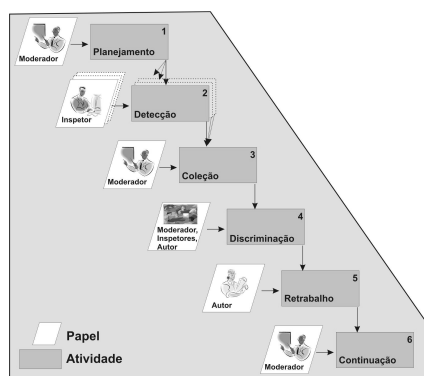 1
Planejamento
Moderador
2
Detecção
Inspetor
3
Coleção
Moderador
4
Discriminação
Moderador,
Inspetores,
Autor
5
Retrabalho
Autor
6
Continuação
Moderador
Papel
Atividade